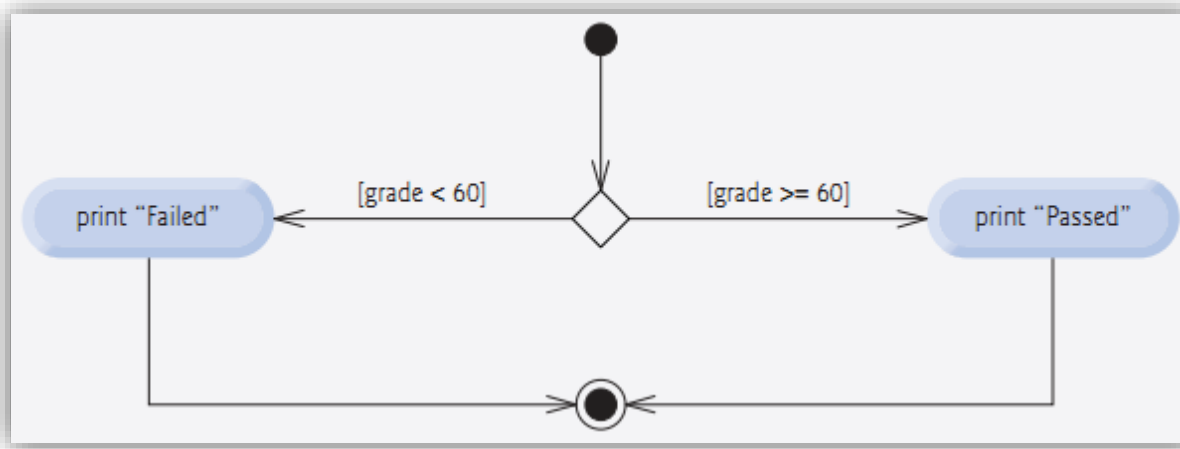 [grade < 60]
[grade >= 60]
print “Failed”
print “Passed”